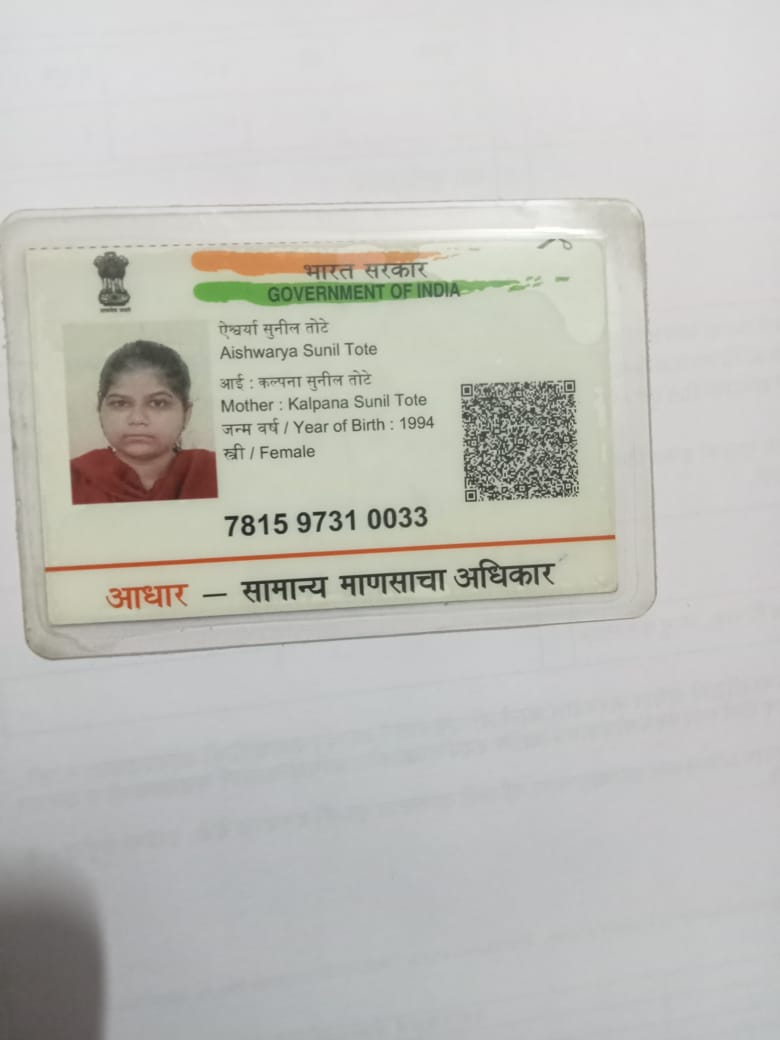 भारत सरकार
GOVERNMENT OF INDIA
ऐश्वर्या सुनील तोटे
Aishwarya Sunil Tote
आई : कल्पना सुनील तोटे
Mother : Kalpana Sunil Tote
जन्म वर्ष / Year of Birth : 1994
स्त्री / Female
7815 9731 0033
आधार – सामान्य माणसाचा अधिकार